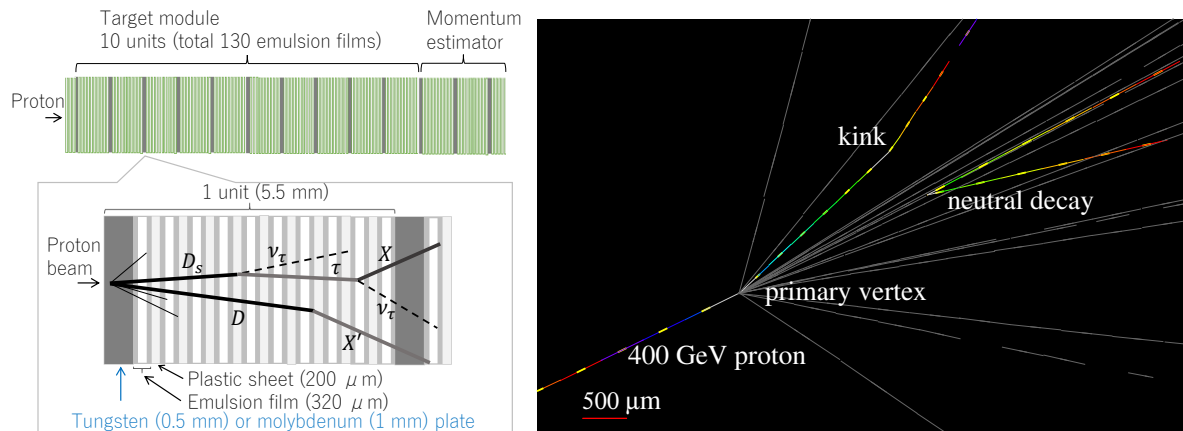 Target module
10 units (total 130 emulsion films)
Momentum
estimator
Proton
1 unit (5.5 mm)
Proton
beam
D_s
ν_τ
τ
X
D
ν_τ
X′
Plastic sheet (200 μm)
Emulsion film (320 μm)
Tungsten (0.5 mm) or molybdenum (1 mm) plate
kink
neutral decay
primary vertex
400 GeV proton
500 μm